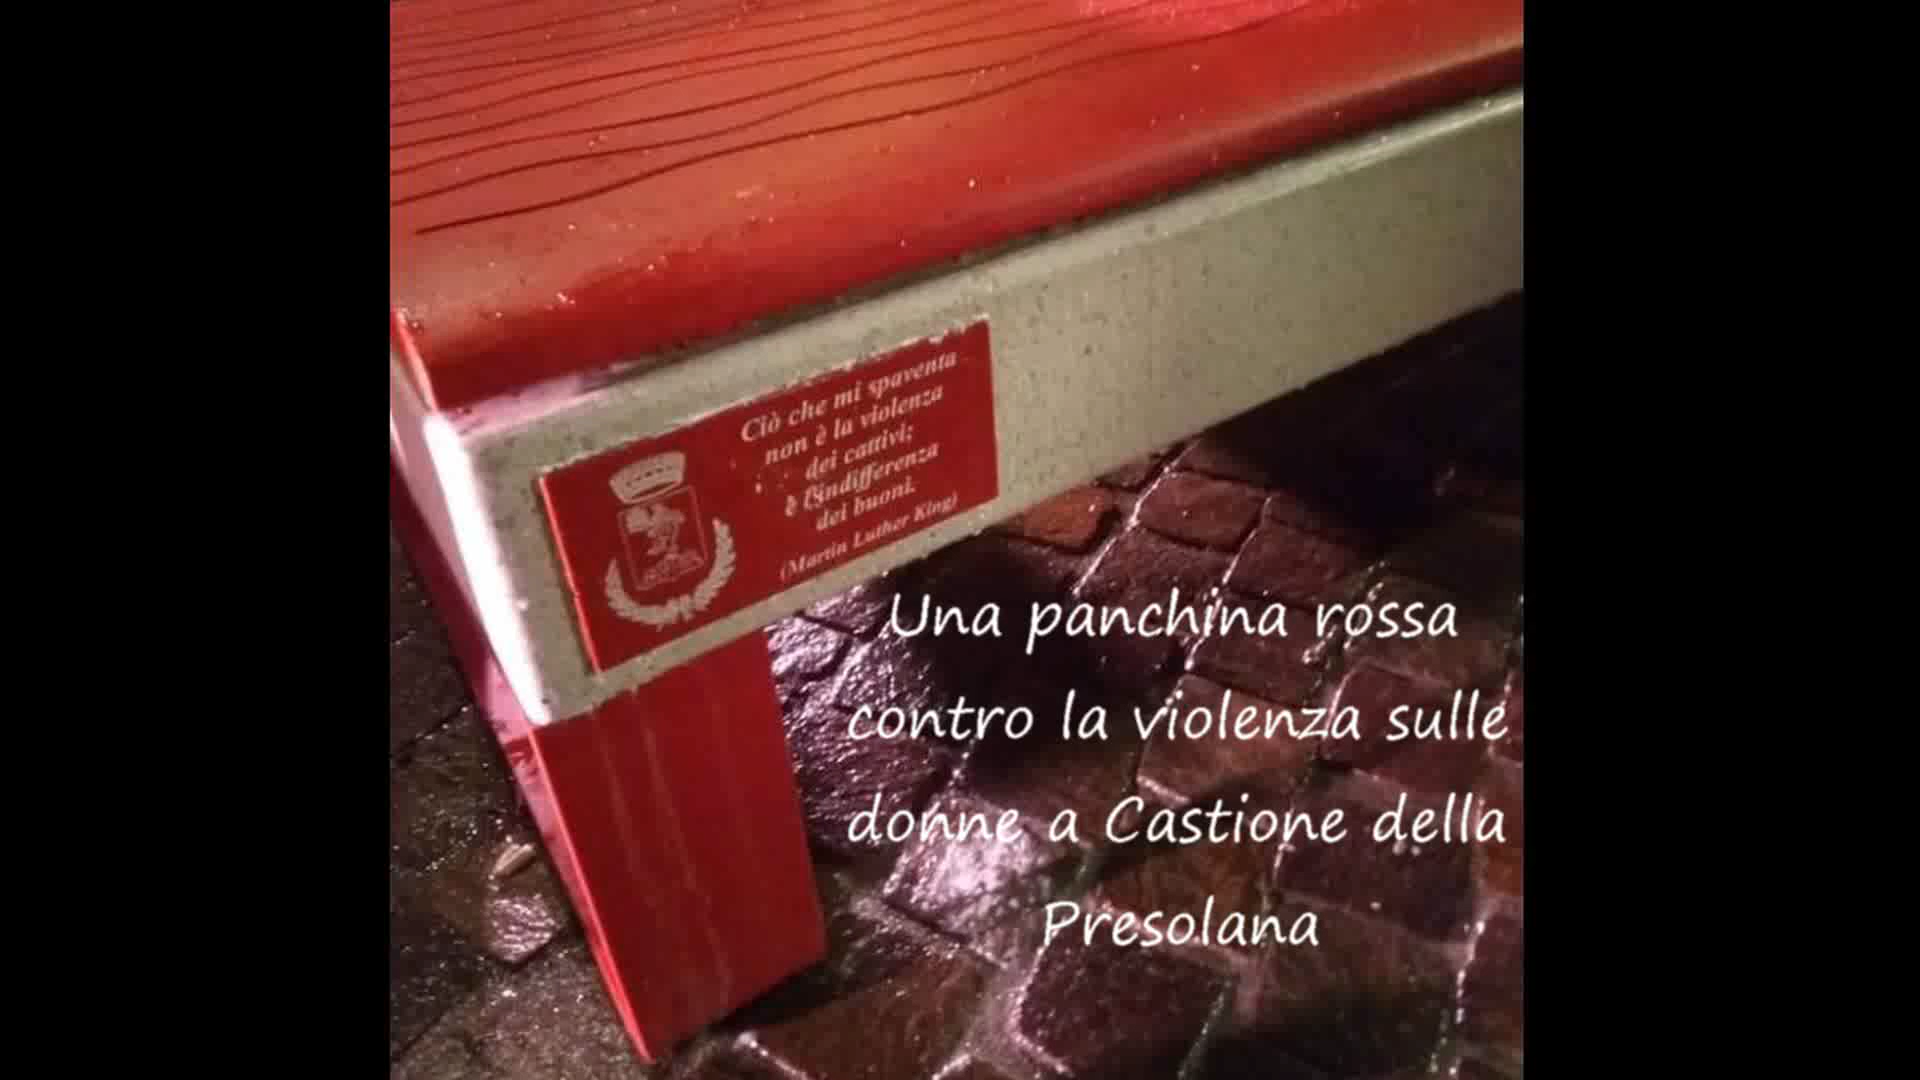 Ciò che mi spaventa
non è la violenza
dei cattivi;
è l'indifferenza
dei buoni.
(Martin Luther King)
Una panchina rossa
contro la violenza sulle
donne a Castione della
Presolana